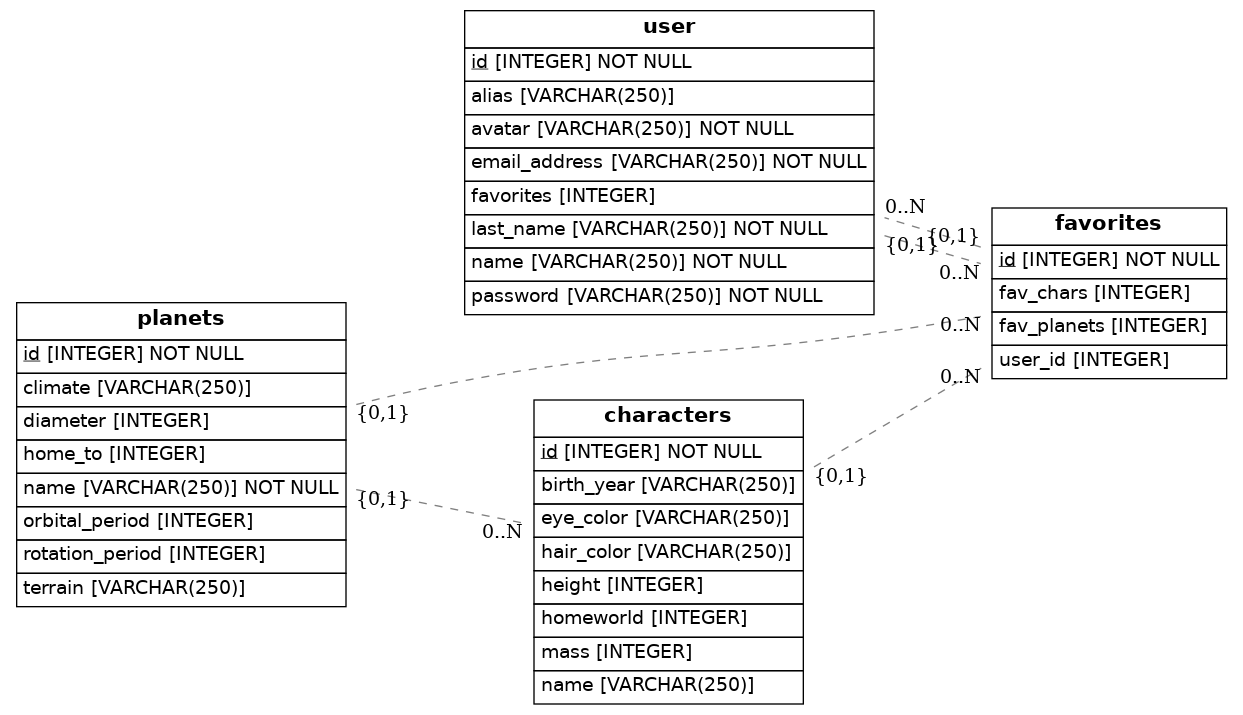 user
id [INTEGER] NOT NULL
alias [VARCHAR(250)]
avatar [VARCHAR(250)] NOT NULL
email_address [VARCHAR(250)] NOT NULL
favorites [INTEGER]
last_name [VARCHAR(250)] NOT NULL
name [VARCHAR(250)] NOT NULL
password [VARCHAR(250)] NOT NULL
0..N
{0,1}
{0,1}
0..N
favorites
id [INTEGER] NOT NULL
fav_chars [INTEGER]
fav_planets [INTEGER]
user_id [INTEGER]
0..N
0..N
planets
id [INTEGER] NOT NULL
climate [VARCHAR(250)]
diameter [INTEGER]
home_to [INTEGER]
name [VARCHAR(250)] NOT NULL
orbital_period [INTEGER]
rotation_period [INTEGER]
terrain [VARCHAR(250)]
{0,1}
{0,1}
0..N
characters
id [INTEGER] NOT NULL
birth_year [VARCHAR(250)]
eye_color [VARCHAR(250)]
hair_color [VARCHAR(250)]
height [INTEGER]
homeworld [INTEGER]
mass [INTEGER]
name [VARCHAR(250)]
{0,1}